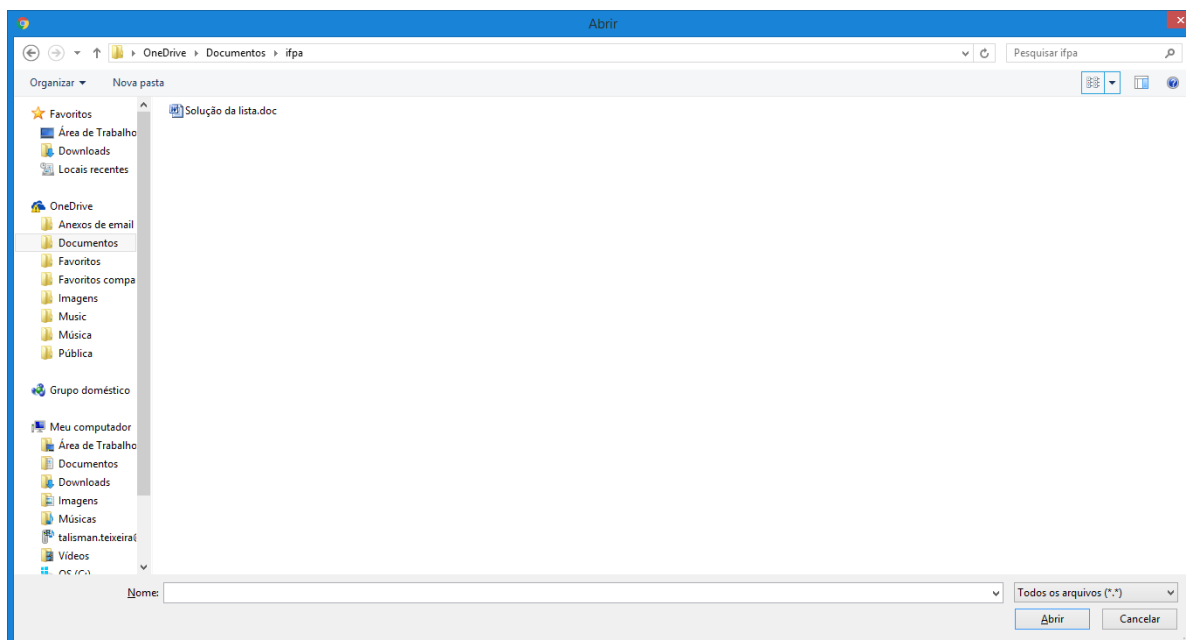 Abrir
OneDrive Documentos ifpa
Pesquisar ifpa
Organizar
Nova pasta
Favoritos
Área de Trabalho
Downloads
Locais recentes
OneDrive
Anexos de email
Documentos
Favoritos
Favoritos compa
Imagens
Music
Música
Pública
Grupo doméstico
Meu computador
Área de Trabalho
Documentos
Downloads
Imagens
Músicas
talisman.teixeira@
Vídeos
OS (C:)
Solução da lista.doc
Nome:
Todos os arquivos (*.*)
Abrir
Cancelar